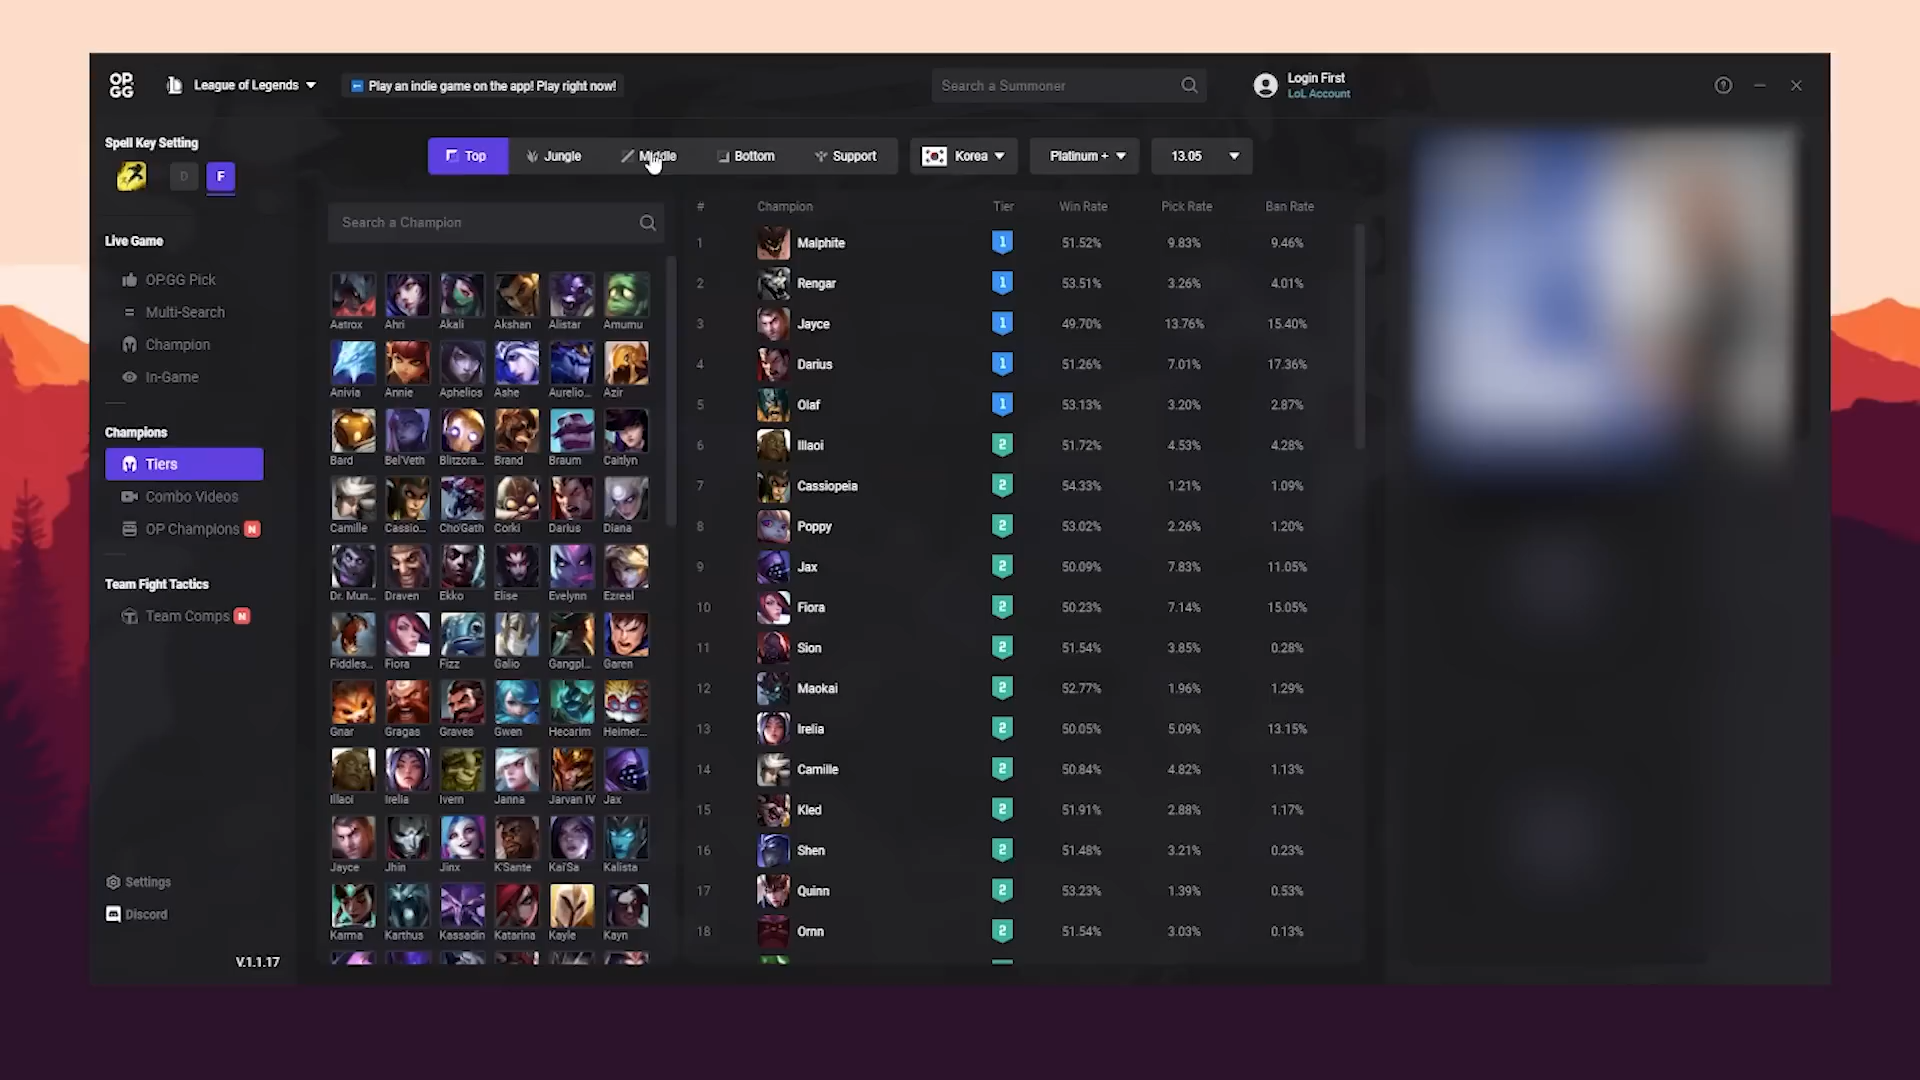 OP.GG
League of Legends
Play an indie game on the app! Play right now!
Search a Summoner
Login First
LoL Account
Spell Key Setting
D F
Live Game
OP.GG Pick
Multi-Search
Champion
In-Game
Champions
Tiers
Combo Videos
OP Champions N
Team Fight Tactics
Team Comps N
Settings
Discord
V.1.1.17
Top Jungle Middle Bottom Support Korea Platinum + 13.05
Search a Champion
Aatrox Ahri Akali Akshan Alistar Amumu
Anivia Annie Aphelios Ashe Aurelio... Azir
Bard Bel'Veth Blitzcra... Brand Braum Caitlyn
Camille Cassio... Cho'Gath Corki Darius Diana
Dr. Mun... Draven Ekko Elise Evelynn Ezreal
Fiddles... Fiora Fizz Galio Gangpl... Garen
Gnar Gragas Graves Gwen Hecarim Heimer...
Illaoi Irelia Ivern Janna Jarvan IV Jax
Jayce Jhin Jinx K'Sante Kai'Sa Kalista
Karma Karthus Kassadin Katarina Kayle Kayn
# Champion Tier Win Rate Pick Rate Ban Rate
1 Malphite 1 51.52% 9.83% 9.46%
2 Rengar 1 53.51% 3.26% 4.01%
3 Jayce 1 49.70% 13.76% 15.40%
4 Darius 1 51.26% 7.01% 17.36%
5 Olaf 1 53.13% 3.20% 2.87%
6 Illaoi 2 51.72% 4.53% 4.28%
7 Cassiopeia 2 54.33% 1.21% 1.09%
8 Poppy 2 53.02% 2.26% 1.20%
9 Jax 2 50.09% 7.83% 11.05%
10 Fiora 2 50.23% 7.14% 15.05%
11 Sion 2 51.54% 3.85% 0.28%
12 Maokai 2 52.77% 1.96% 1.29%
13 Irelia 2 50.05% 5.09% 13.15%
14 Camille 2 50.84% 4.82% 1.13%
15 Kled 2 51.91% 2.88% 1.17%
16 Shen 2 51.48% 3.21% 0.23%
17 Quinn 2 53.23% 1.39% 0.53%
18 Ornn 2 51.54% 3.03% 0.13%